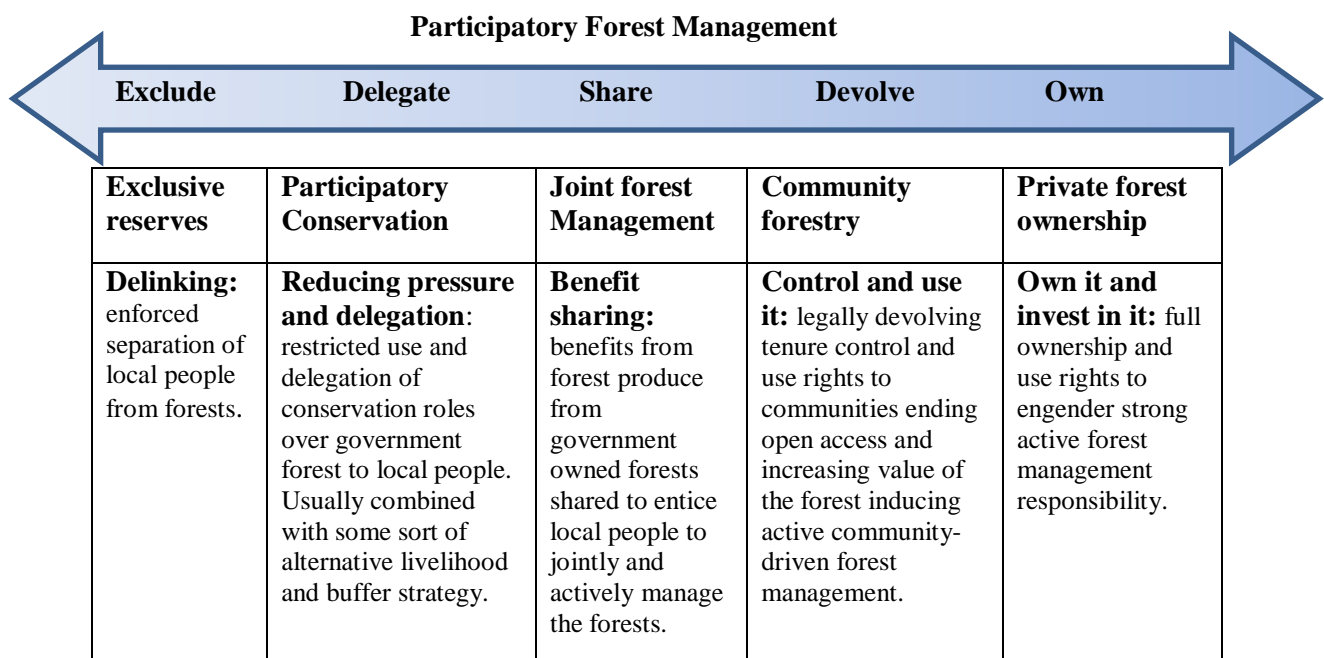 Participatory Forest Management
Exclude Delegate Share Devolve Own
Exclusive
reserves
Participatory
Conservation
Joint forest
Management
Community
forestry
Private forest
ownership
Delinking:
enforced
separation of
local people
from forests.
Reducing pressure
and delegation:
restricted use and
delegation of
conservation roles
over government
forest to local people.
Usually combined
with some sort of
alternative livelihood
and buffer strategy.
Benefit
sharing:
benefits from
forest produce
from
government
owned forests
shared to entice
local people to
jointly and
actively manage
the forests.
Control and use
it: legally devolving
tenure control and
use rights to
communities ending
open access and
increasing value of
the forest inducing
active community-
driven forest
management.
Own it and
invest in it: full
ownership and
use rights to
engender strong
active forest
management
responsibility.